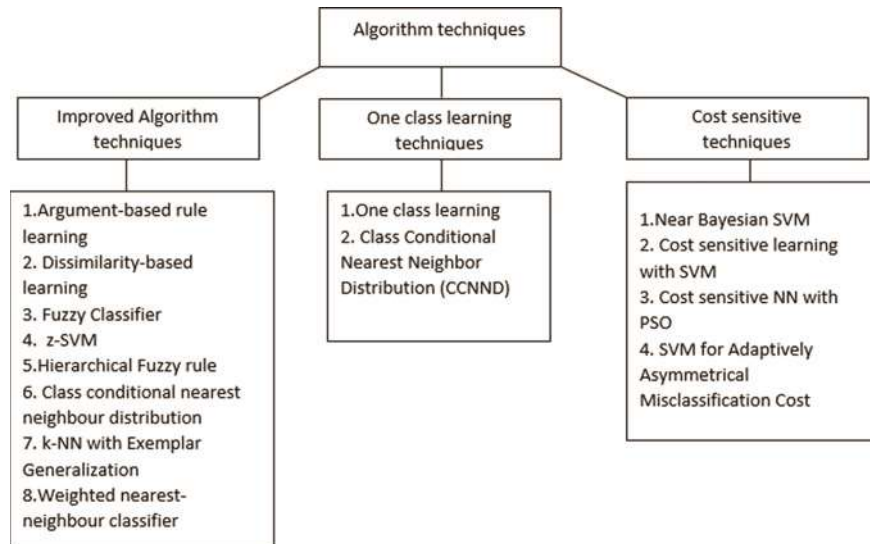 Algorithm techniques
Improved Algorithm
techniques
One class learning
techniques
Cost sensitive
techniques
1.Argument-based rule
learning
2. Dissimilarity-based
learning
3. Fuzzy Classifier
4. z-SVM
5.Hierarchical Fuzzy rule
6. Class conditional nearest
neighbour distribution
7. k-NN with Exemplar
Generalization
8.Weighted nearest-
neighbour classifier
1.One class learning
2. Class Conditional
Nearest Neighbor
Distribution (CCNND)
1.Near Bayesian SVM
2. Cost sensitive learning
with SVM
3. Cost sensitive NN with
PSO
4. SVM for Adaptively
Asymmetrical
Misclassification Cost